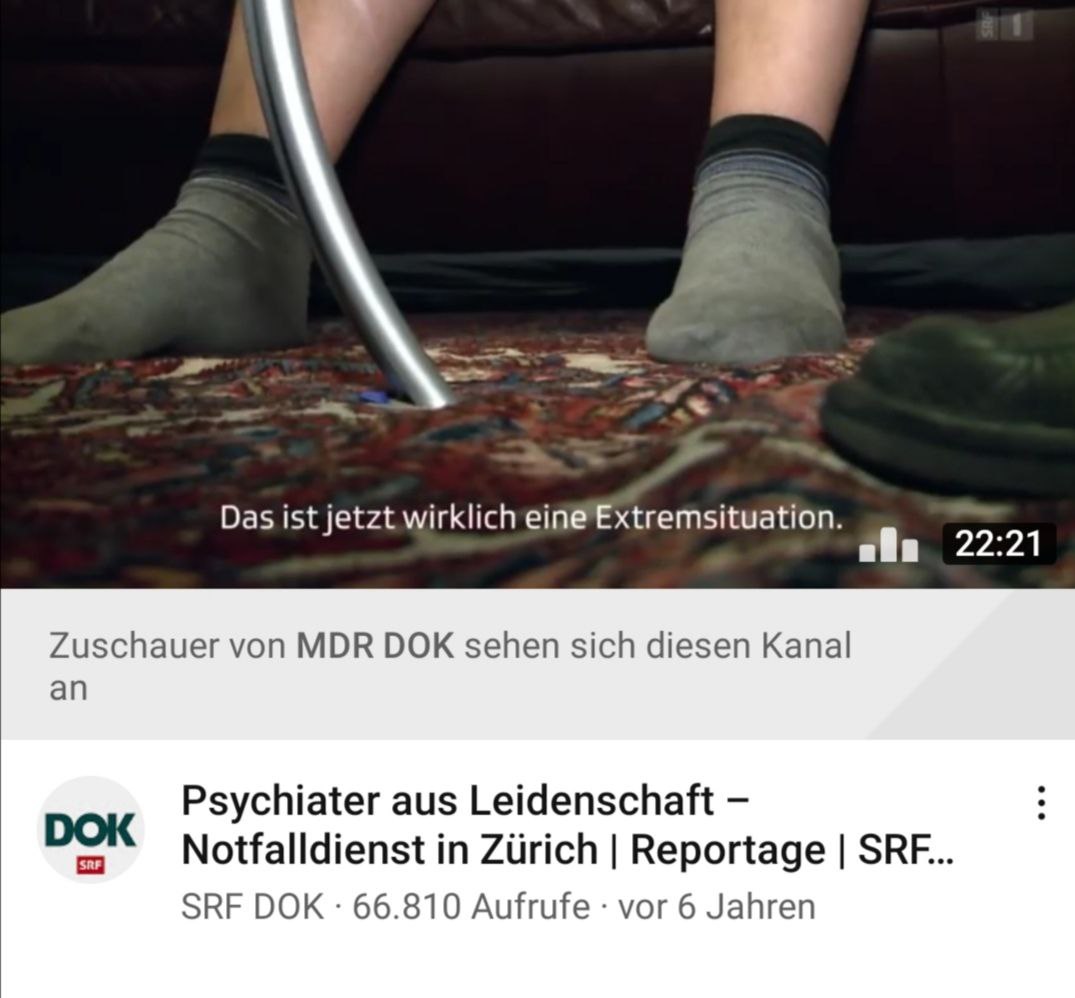 SRF 1
Das ist jetzt wirklich eine Extremsituation.
22:21
Zuschauer von MDR DOK sehen sich diesen Kanal
an
DOK
SRF
Psychiater aus Leidenschaft –
Notfalldienst in Zürich | Reportage | SRF...
SRF DOK · 66.810 Aufrufe · vor 6 Jahren